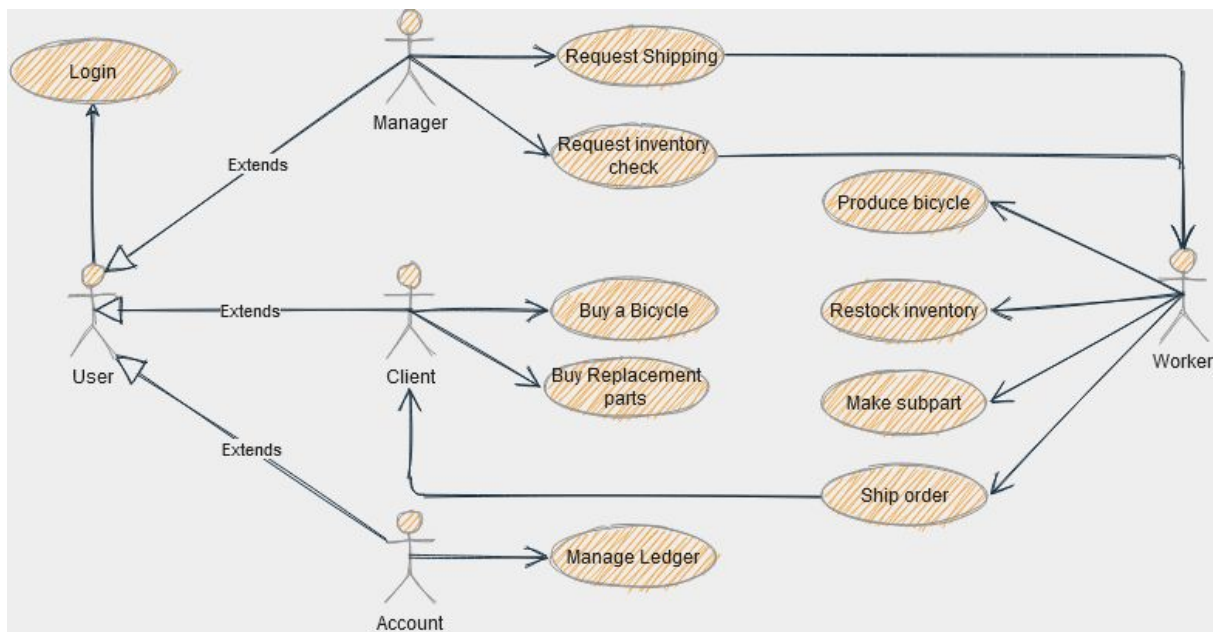 Login
Manager
Request Shipping
Request inventory
check
Extends
Produce bicycle
User
Extends
Client
Buy a Bicycle
Buy Replacement
parts
Restock inventory
Worker
Make subpart
Extends
Ship order
Account
Manage Ledger